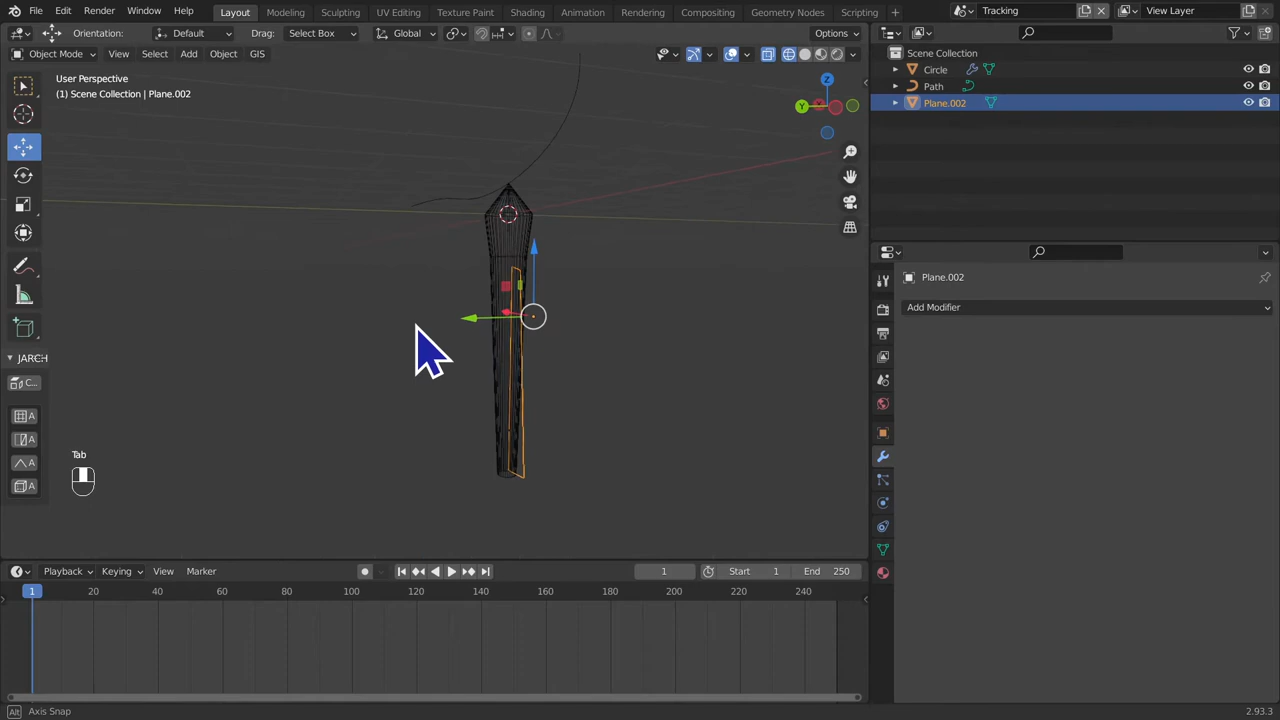 File Edit Render Window Help Layout Modeling Sculpting UV Editing Texture Paint Shading Animation Rendering Compositing Geometry Nodes Scripting + Tracking View Layer
Orientation: Default Drag: Select Box Global Options
Object Mode View Select Add Object GIS
User Perspective
(1) Scene Collection | Plane.002
Scene Collection
Circle
Path
Plane.002
Z
Y
Plane.002
Add Modifier
JARCH
C...
A
A
A
A
Tab
Playback Keying View Marker 1 Start 1 End 250
1 20 40 60 80 100 120 140 160 180 200 220 240
Alt Axis Snap 2.93.3